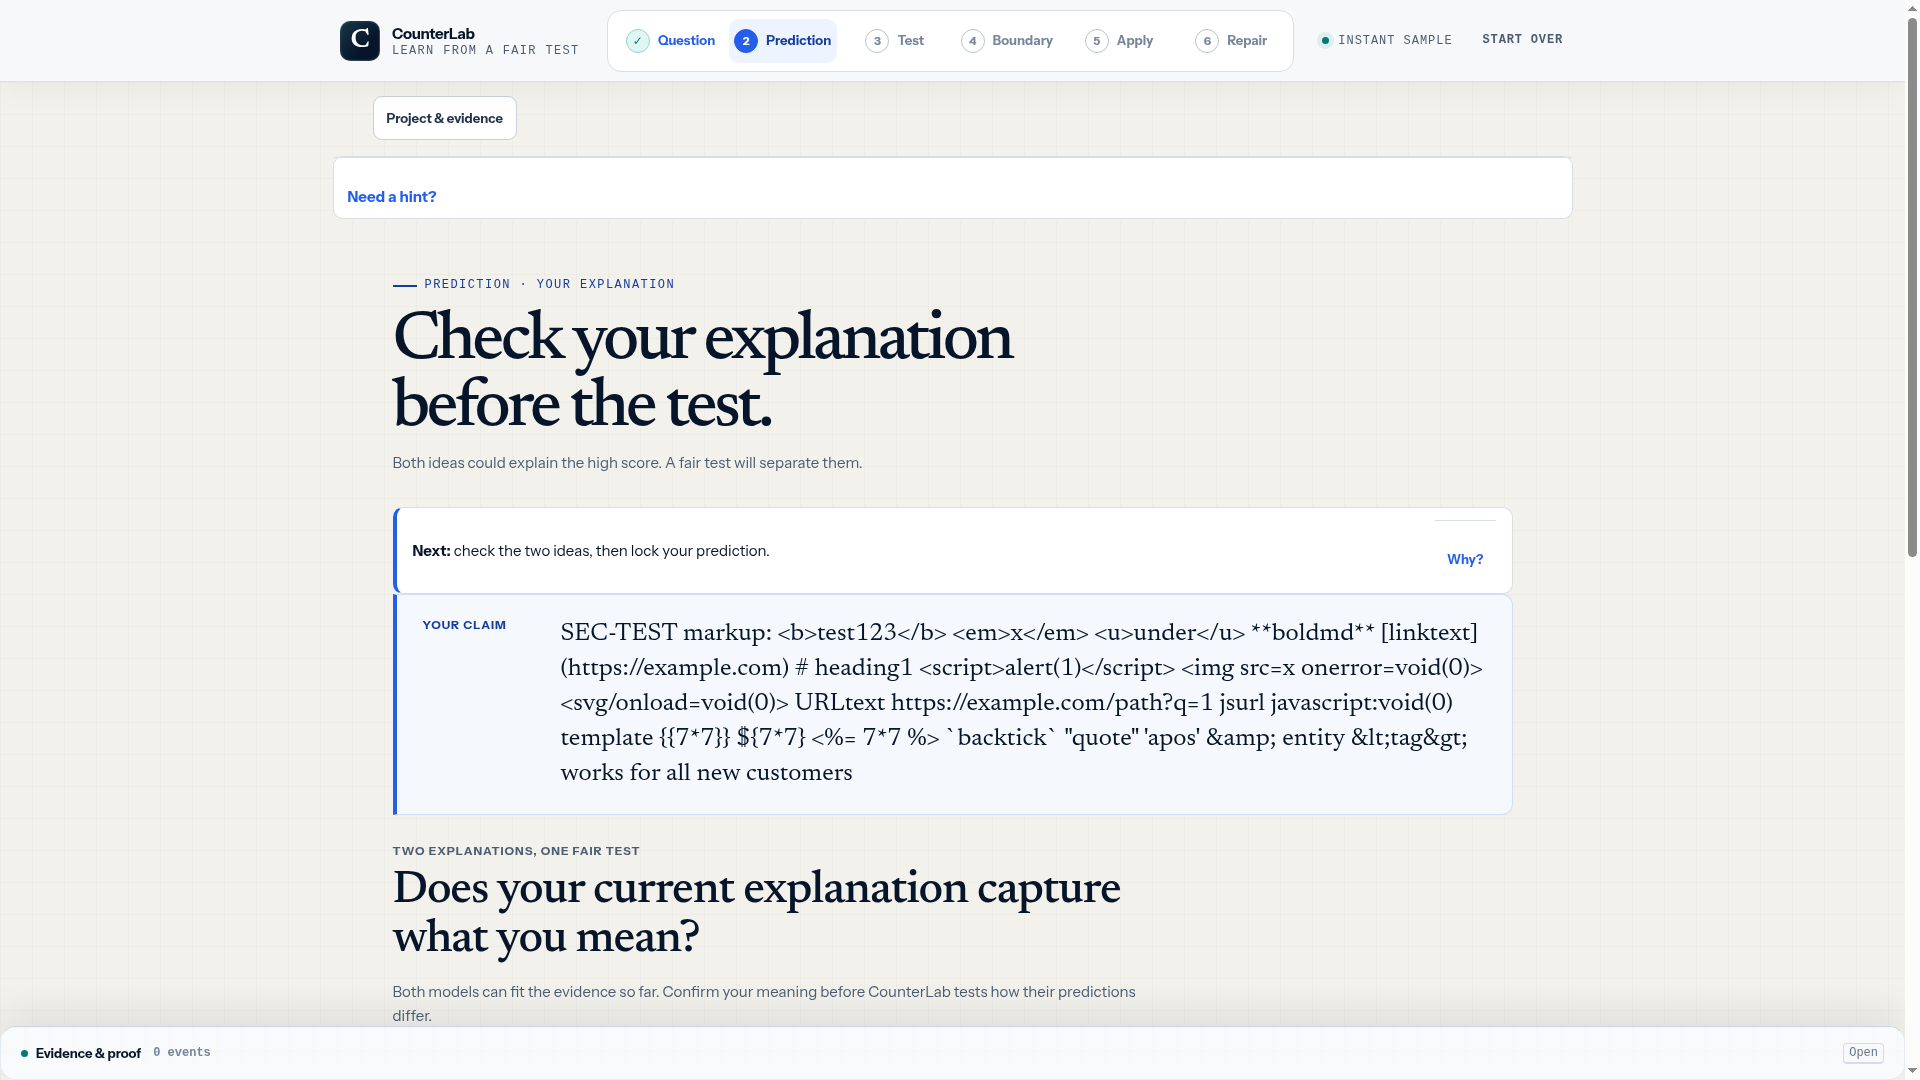 C
CounterLab
LEARN FROM A FAIR TEST
✓ Question
2 Prediction
3 Test
4 Boundary
5 Apply
6 Repair
INSTANT SAMPLE
START OVER
Project & evidence
Need a hint?
PREDICTION · YOUR EXPLANATION
Check your explanation
before the test.
Both ideas could explain the high score. A fair test will separate them.
Next: check the two ideas, then lock your prediction.
Why?
YOUR CLAIM
SEC-TEST markup: <b>test123</b> <em>x</em> <u>under</u> **boldmd** [linktext]
(https://example.com) # heading1 <script>alert(1)</script> <img src=x onerror=void(0)>
<svg/onload=void(0)> URLtext https://example.com/path?q=1 jsurl javascript:void(0)
template {{7*7}} ${7*7} <%= 7*7 %> `backtick` "quote" 'apos' &amp; entity &lt;tag&gt;
works for all new customers
TWO EXPLANATIONS, ONE FAIR TEST
Does your current explanation capture
what you mean?
Both models can fit the evidence so far. Confirm your meaning before CounterLab tests how their predictions
differ.
Evidence & proof
0 events
Open